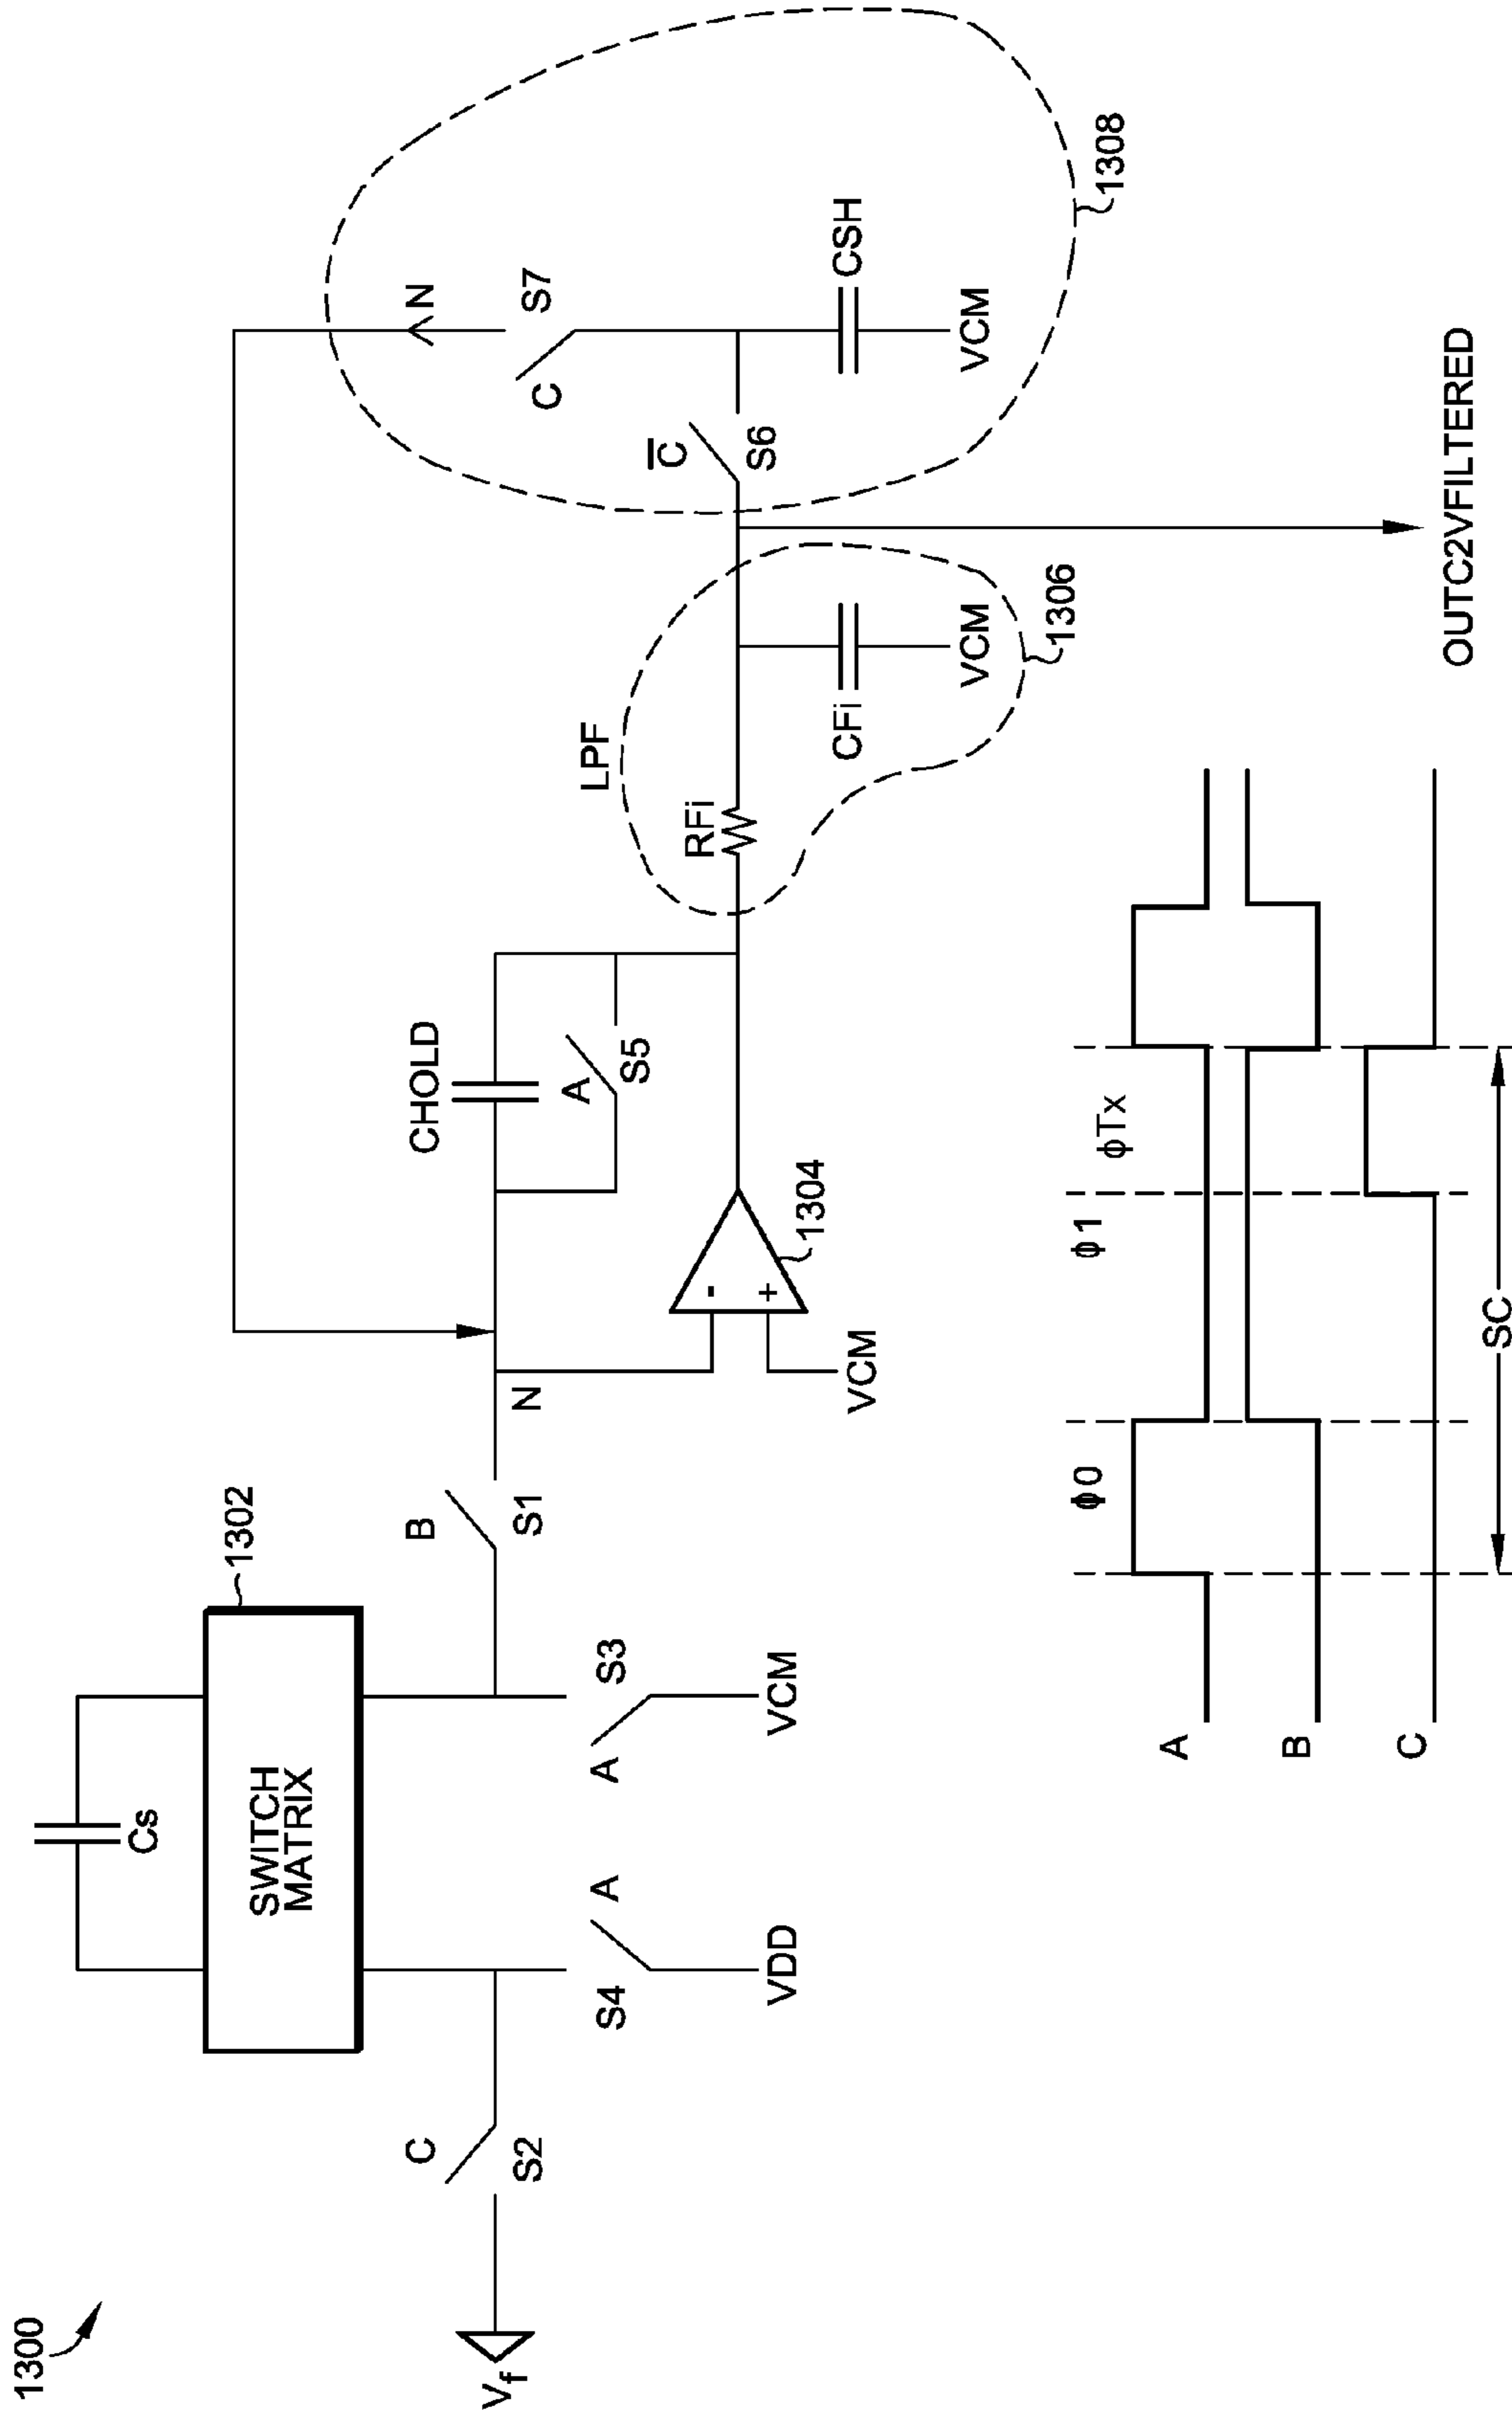 1300
Cs
1302
SWITCH
MATRIX
C
S2
Vf
B
S1
S4
A
VDD
A
S3
VCM
N
CHOLD
A
S5
-
+
VCM
1304
LPF
RFi
CFi
VCM
1306
N
S7
C
C̅
S6
CSH
VCM
1308
OUTC2VFILTERED
ϕ0
ϕ1
ϕTx
A
B
C
SC